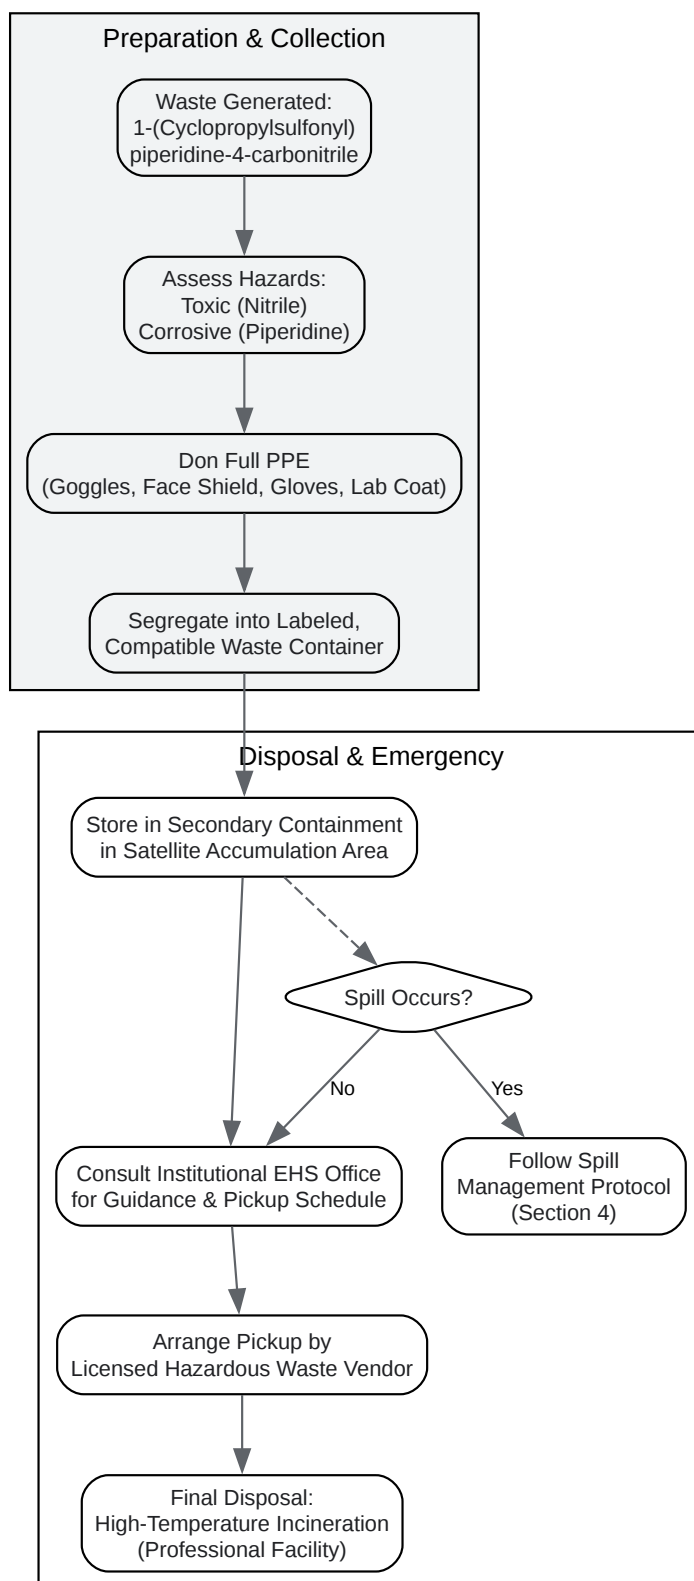 Preparation & Collection
Waste Generated:
1-(Cyclopropylsulfonyl)
piperidine-4-carbonitrile
Assess Hazards:
Toxic (Nitrile)
Corrosive (Piperidine)
Don Full PPE
(Goggles, Face Shield, Gloves, Lab Coat)
Segregate into Labeled,
Compatible Waste Container
Disposal & Emergency
Store in Secondary Containment
in Satellite Accumulation Area
Spill Occurs?
No
Yes
Consult Institutional EHS Office
for Guidance & Pickup Schedule
Follow Spill
Management Protocol
(Section 4)
Arrange Pickup by
Licensed Hazardous Waste Vendor
Final Disposal:
High-Temperature Incineration
(Professional Facility)